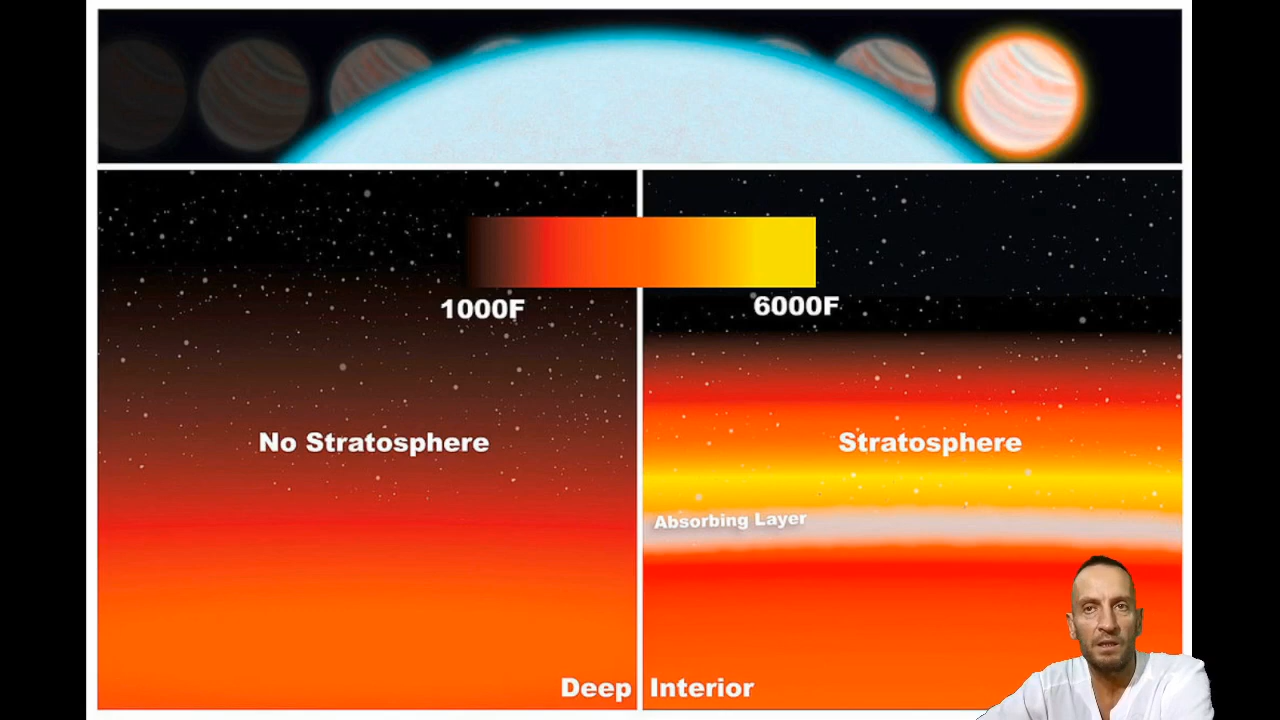 1000F
6000F
No Stratosphere
Stratosphere
Absorbing Layer
Deep Interior